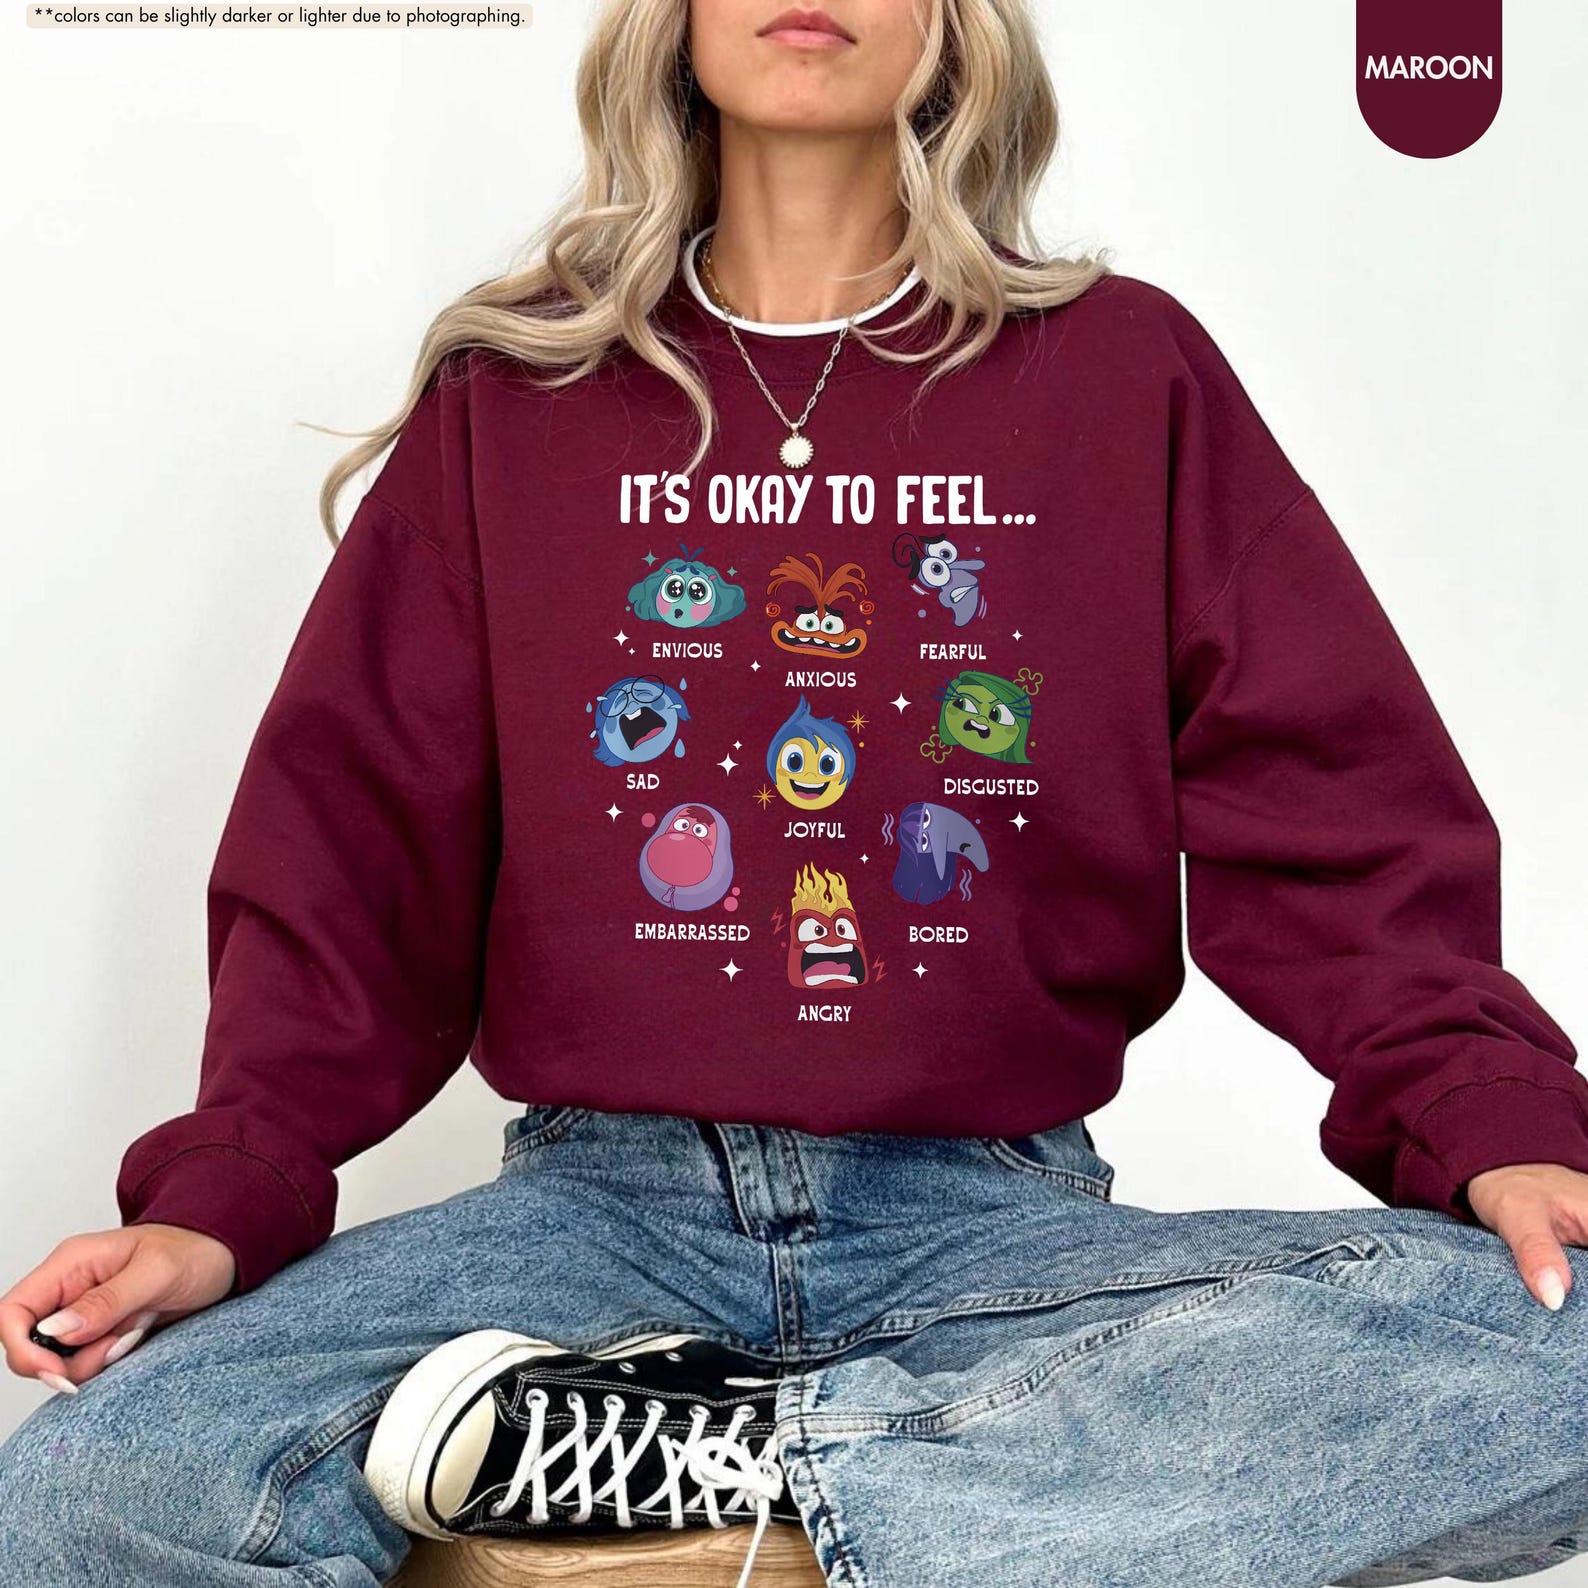 **colors can be slightly darker or lighter due to photographing.
MAROON
IT'S OKAY TO FEEL...
ENVIOUS
ANXIOUS
FEARFUL
SAD
JOYFUL
DISGUSTED
EMBARRASSED
ANGRY
BORED